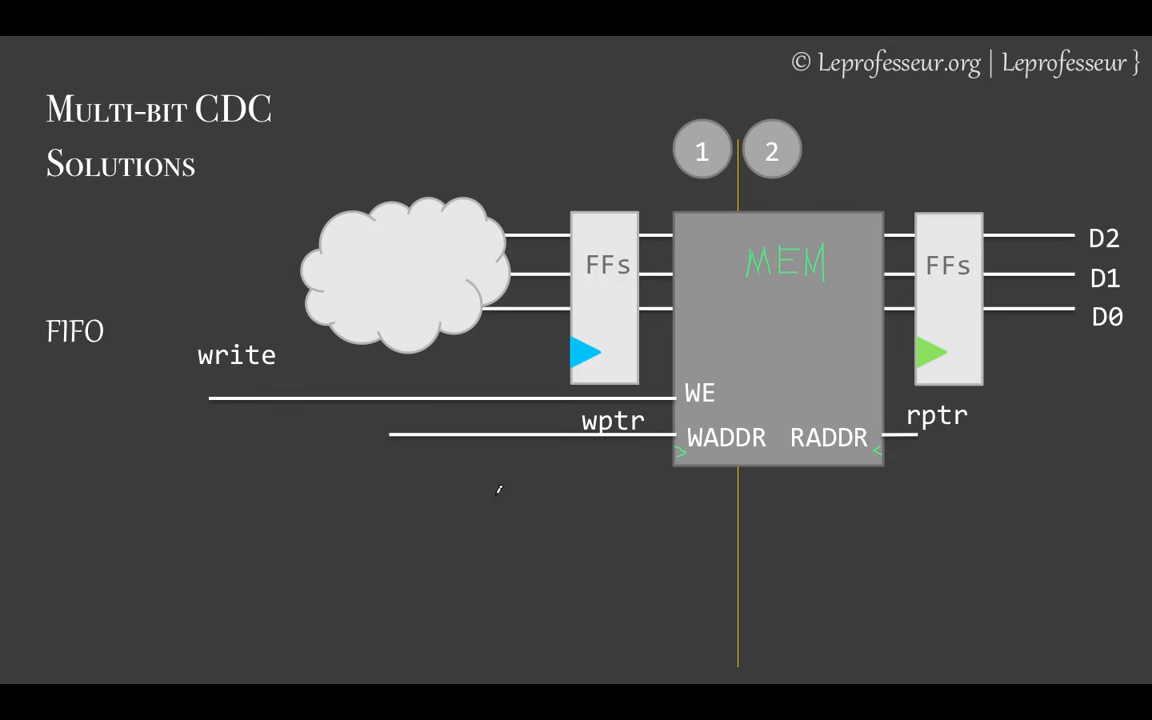 © Leprofesseur.org | Leprofesseur }
Multi-bit CDC
Solutions
1 2
MEM
FFs FFs
D2
D1
D0
FIFO
write
WE
wptr rptr
WADDR RADDR